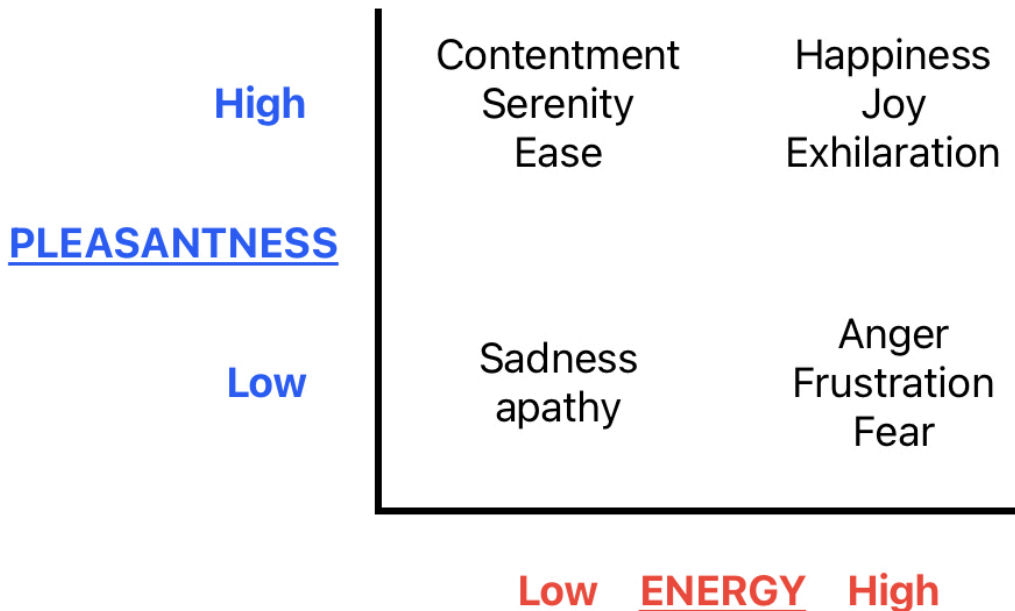 Contentment
Serenity
Ease
Happiness
Joy
Exhilaration
High
PLEASANTNESS
Low
Sadness
apathy
Anger
Frustration
Fear
Low ENERGY High